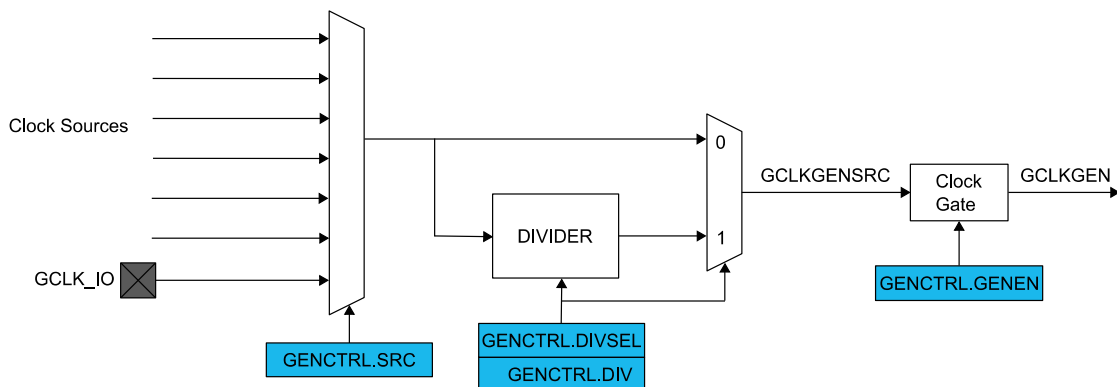 Clock Sources
GCLK_IO
GENCTRL.SRC
DIVIDER
GENCTRL.DIVSEL
GENCTRL.DIV
0
1
GCLKGENSRC
Clock
Gate
GCLKGEN
GENCTRL.GENEN